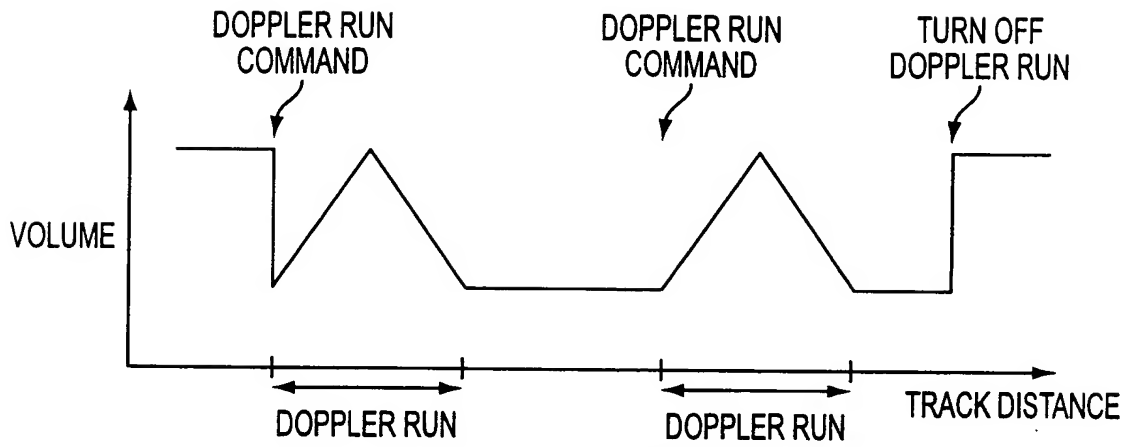 DOPPLER RUN
COMMAND
DOPPLER RUN
COMMAND
TURN OFF
DOPPLER RUN
VOLUME
DOPPLER RUN
DOPPLER RUN
TRACK DISTANCE